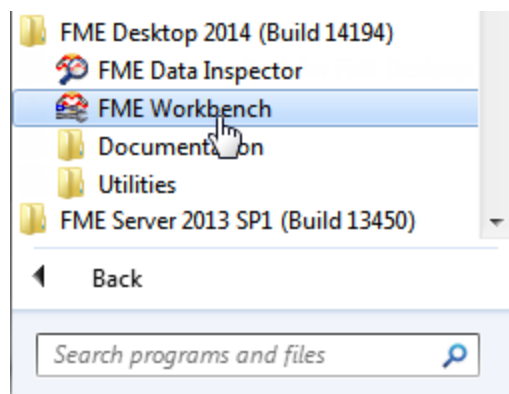 FME Desktop 2014 (Build 14194)
FME Data Inspector
FME Workbench
Documentation
Utilities
FME Server 2013 SP1 (Build 13450)
Back
Search programs and files